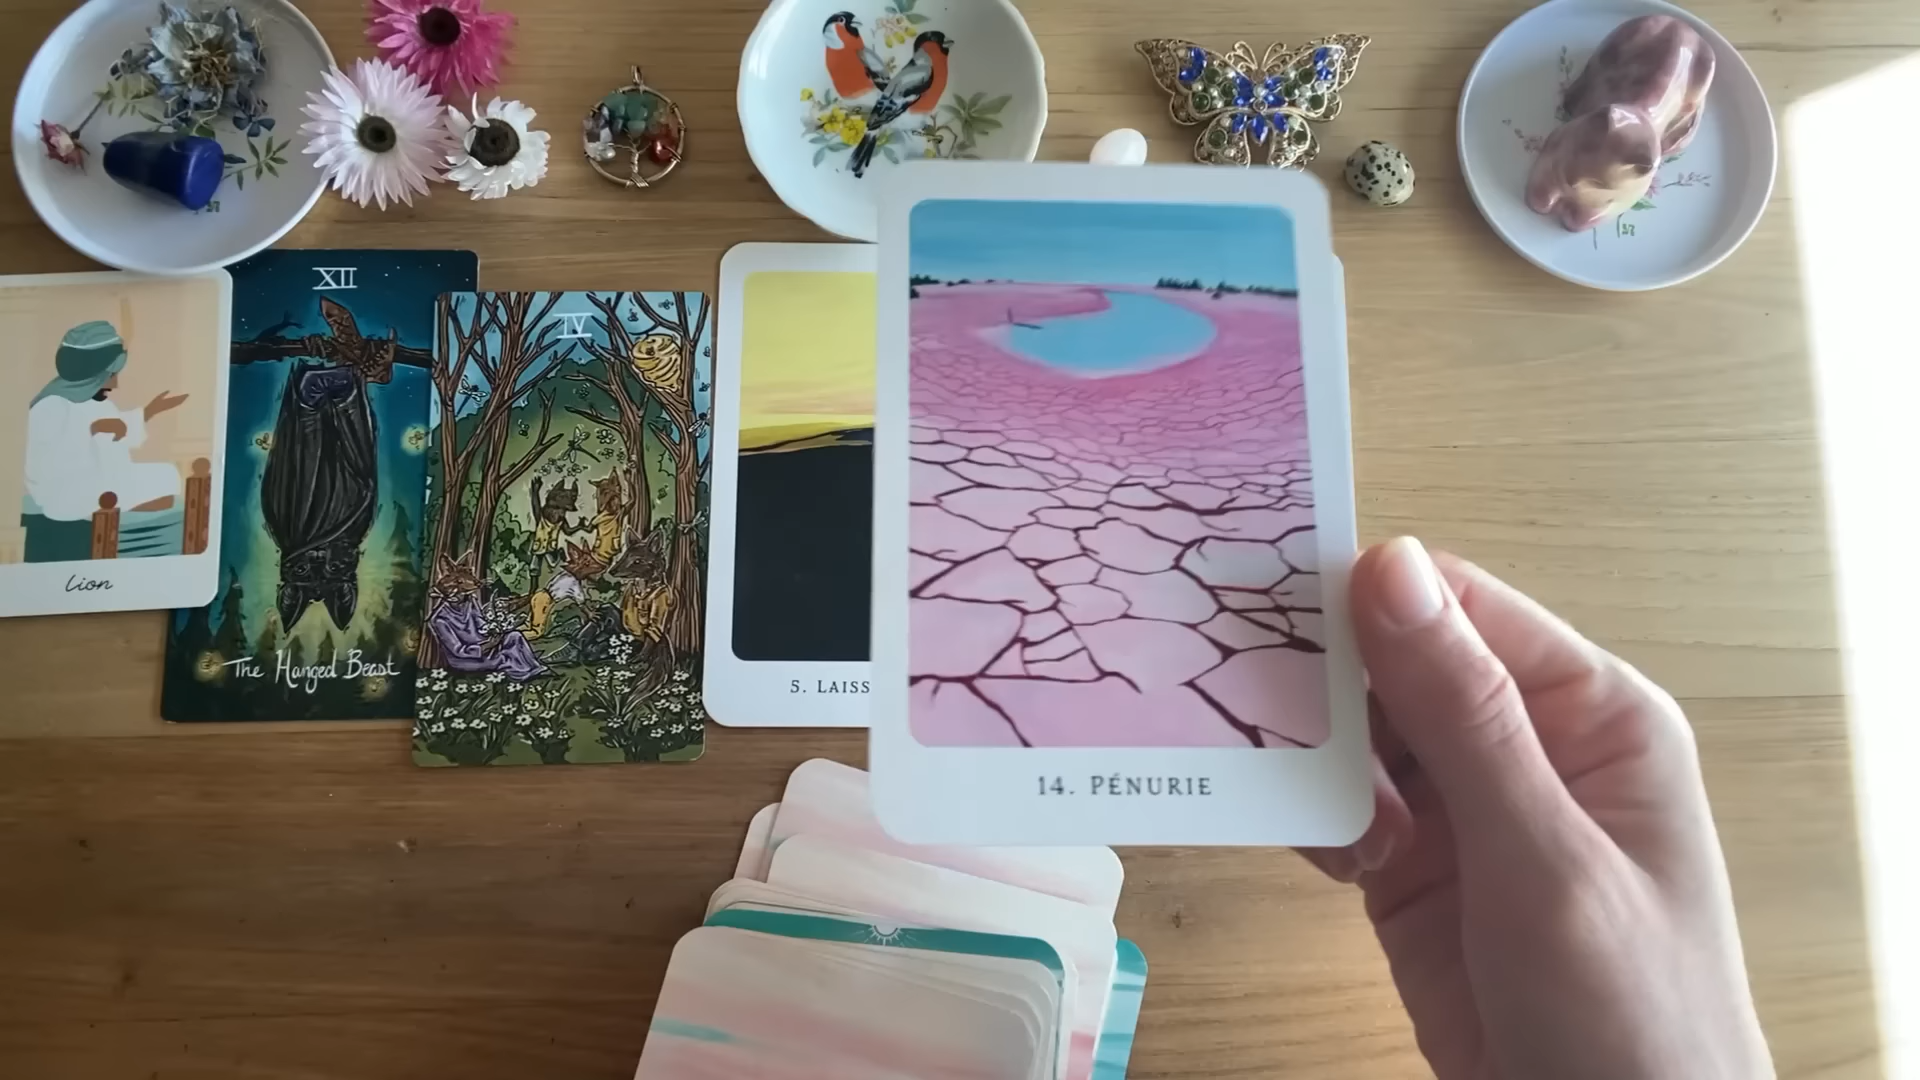 XII
IV
Lion
The Hanged Beast
5. LAISS
14. PÉNURIE